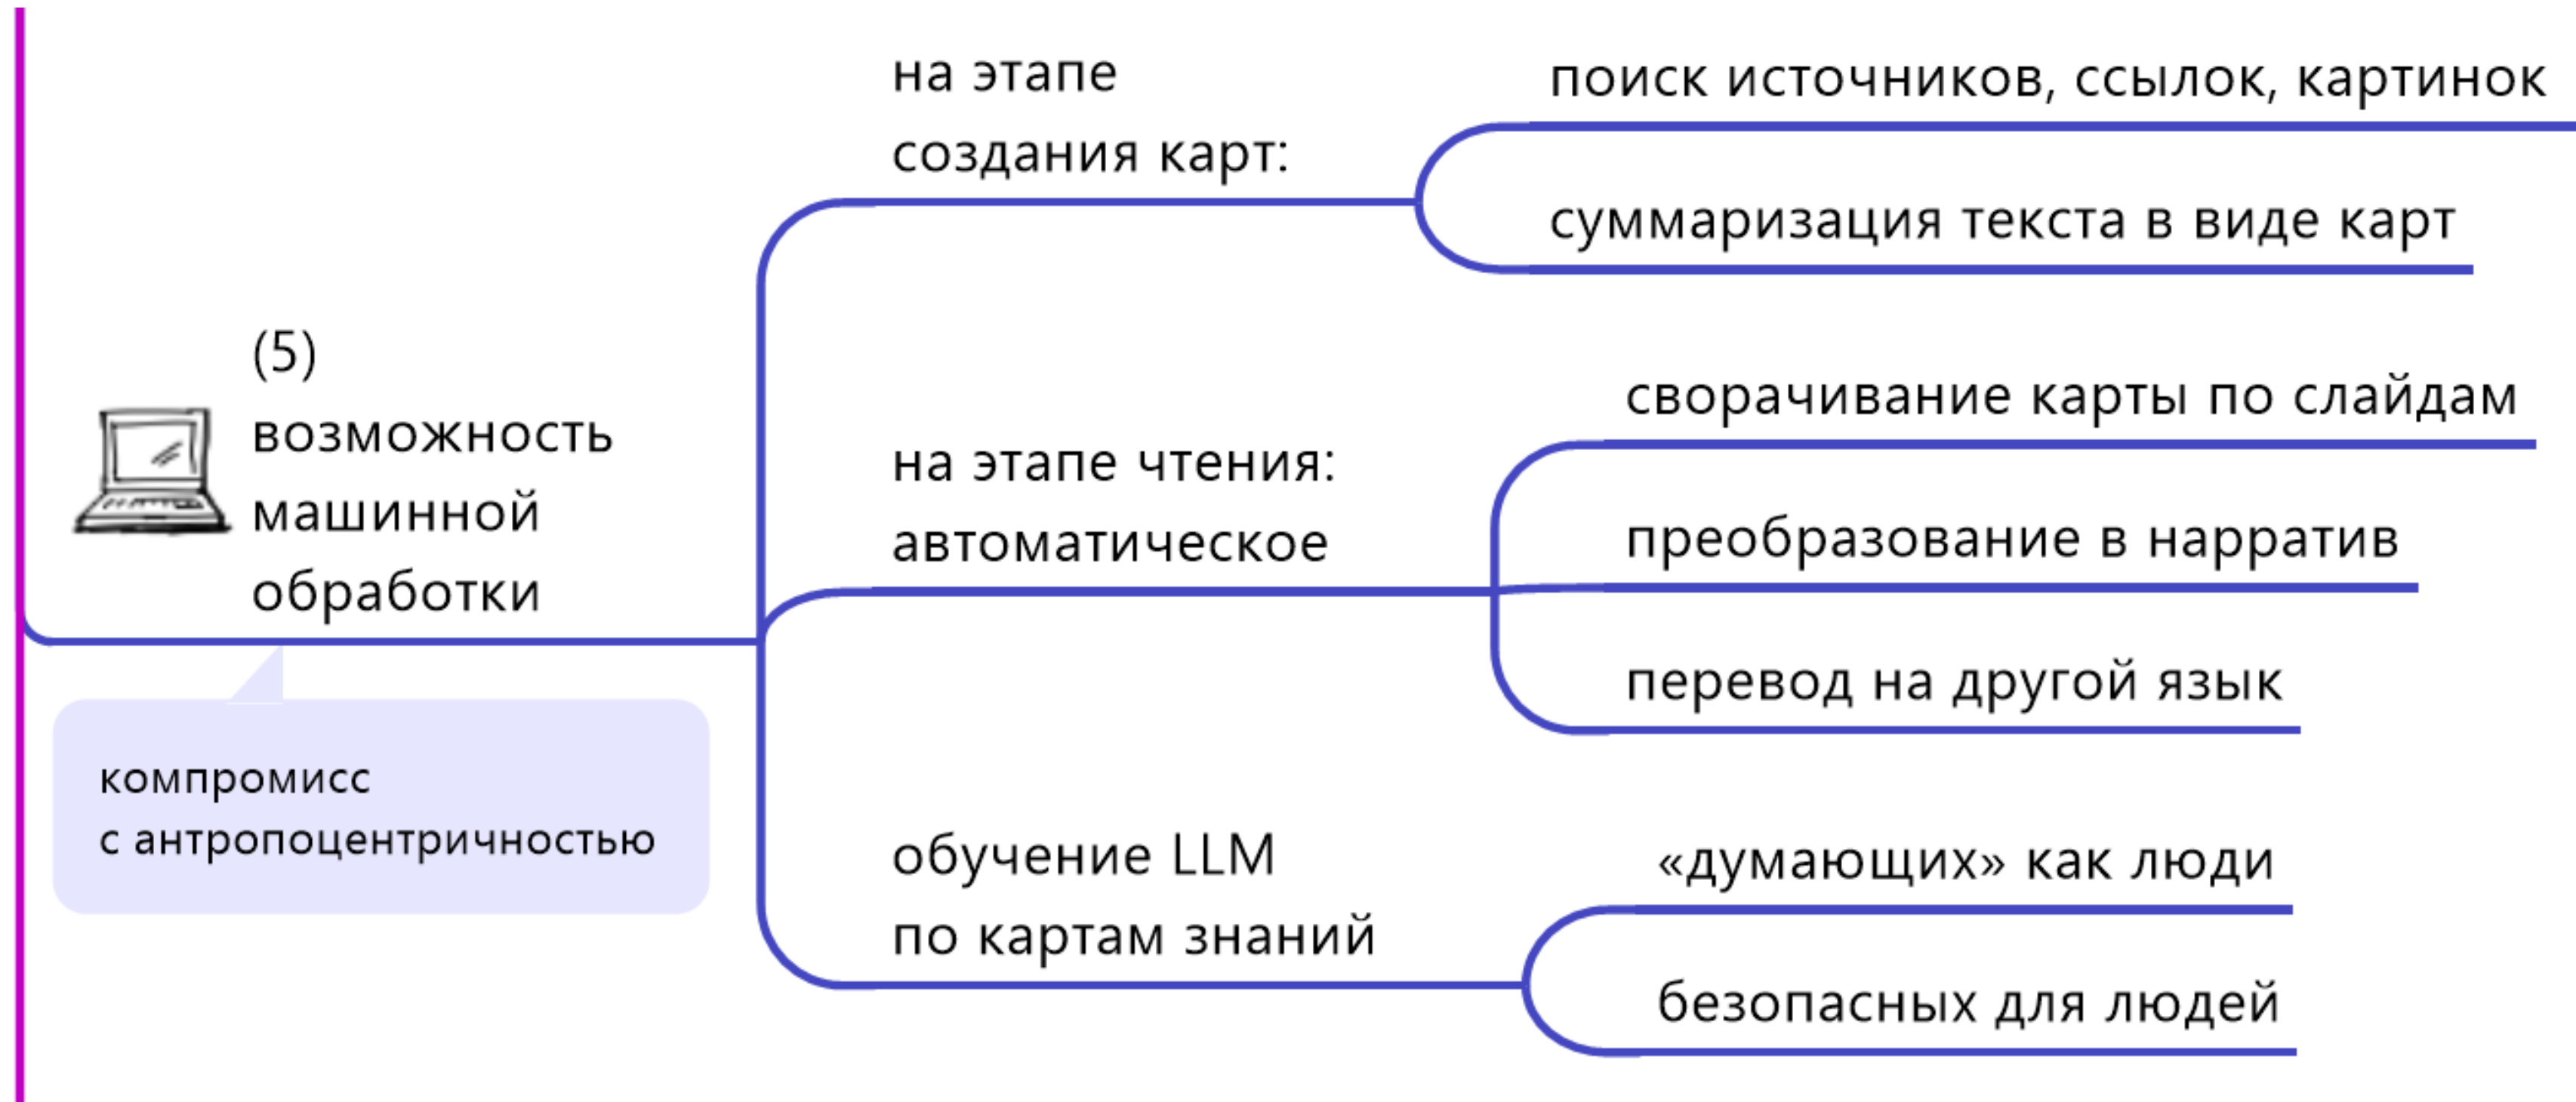 (5)
возможность
машинной
обработки
компромисс
с антропоцентричностью
на этапе
создания карт:
поиск источников, ссылок, картинок
суммаризация текста в виде карт
на этапе чтения:
автоматическое
сворачивание карты по слайдам
преобразование в нарратив
перевод на другой язык
обучение LLM
по картам знаний
«думающих» как люди
безопасных для людей